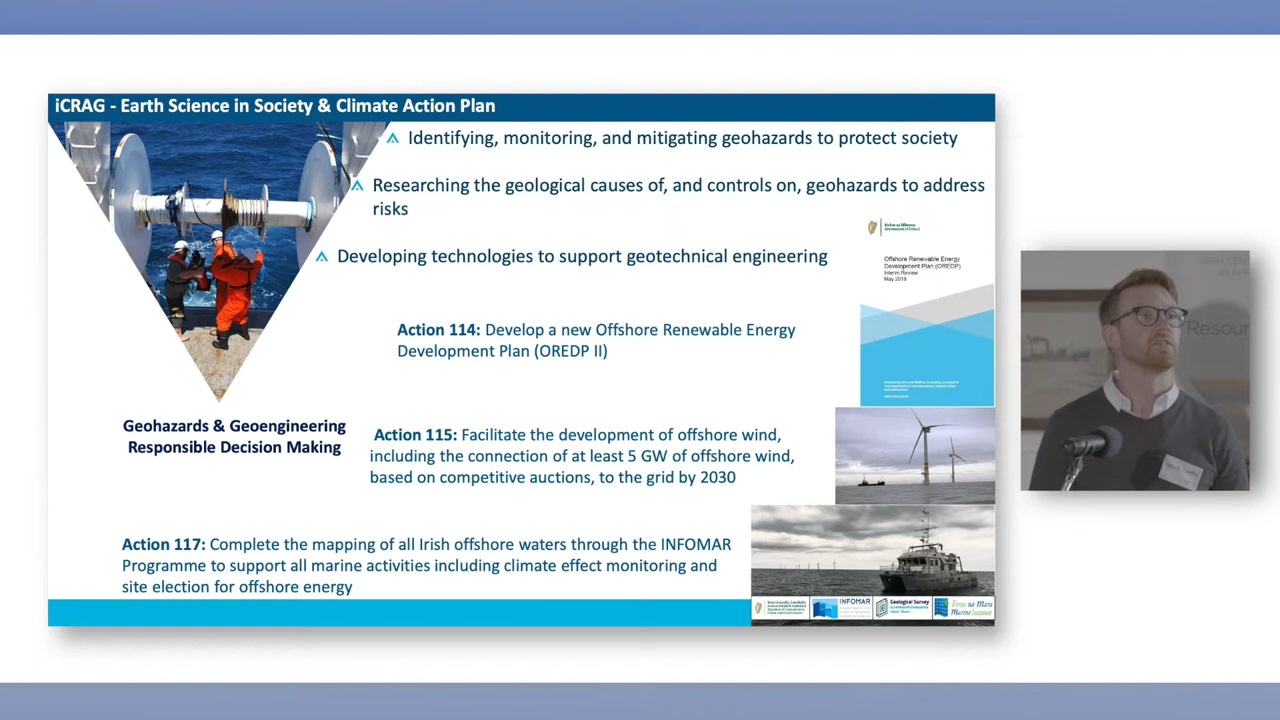 iCRAG - Earth Science in Society & Climate Action Plan
Identifying, monitoring, and mitigating geohazards to protect society
Researching the geological causes of, and controls on, geohazards to address
risks
Developing technologies to support geotechnical engineering
Offshore Renewable Energy
Development Plan (OREDP)
Interim Review
May 2018
Action 114: Develop a new Offshore Renewable Energy
Development Plan (OREDP II)
Geohazards & Geoengineering
Responsible Decision Making
Action 115: Facilitate the development of offshore wind,
including the connection of at least 5 GW of offshore wind,
based on competitive auctions, to the grid by 2030
Action 117: Complete the mapping of all Irish offshore waters through the INFOMAR
Programme to support all marine activities including climate effect monitoring and
site election for offshore energy
INFOMAR
Geological Survey
Foras na Mara
Marine Institute
Resour